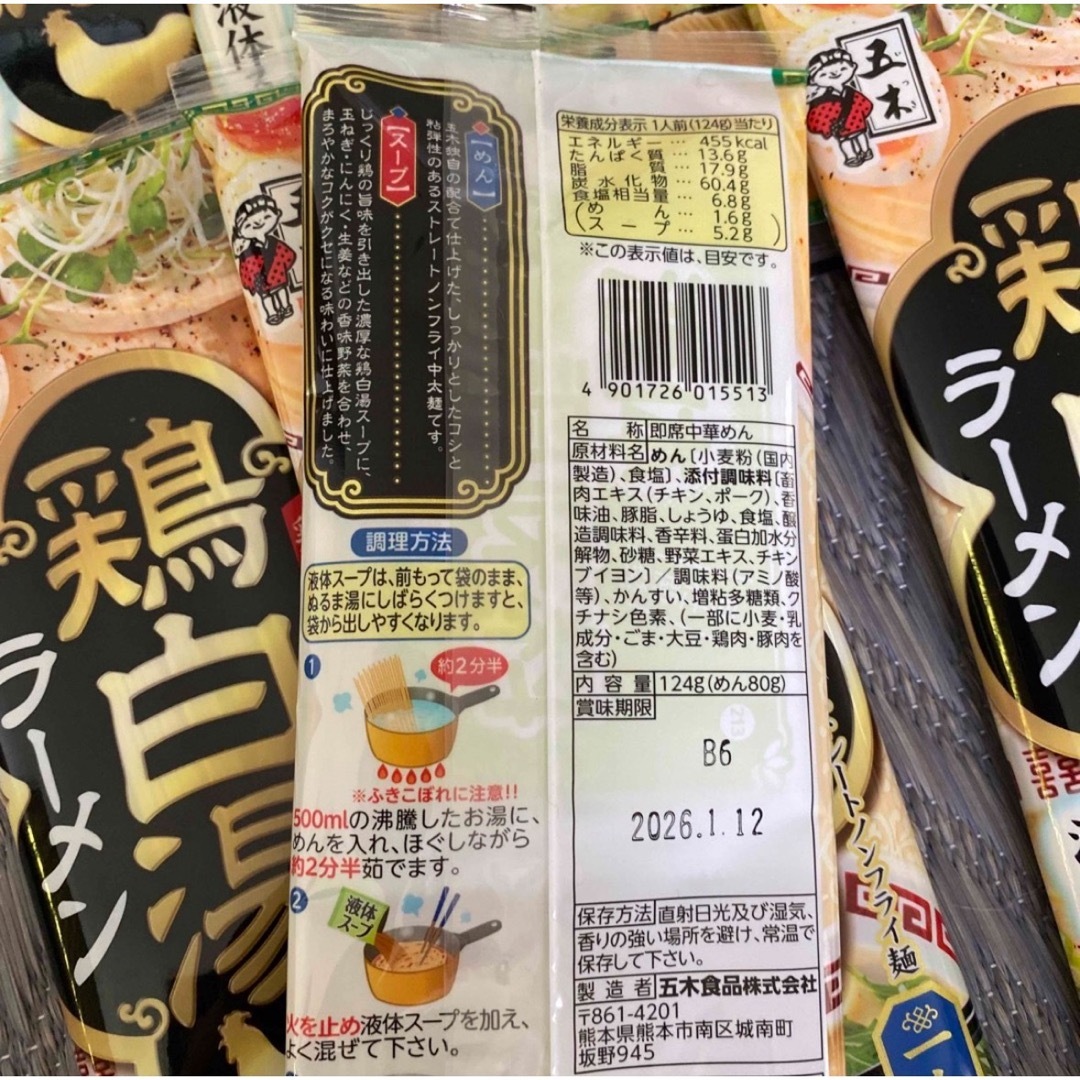 液体
五木
鶏白湯
ラーメン
【めん】
五木独自の配合で仕上げた、しっかりとしたコシと
粘弾性のあるストレートノンフライ中太麺です。
【スープ】
じっくり鶏の旨味を引き出した濃厚な鶏白湯スープに、
玉ねぎ・にんにく・生姜などの香味野菜を合わせ、
まろやかなコクがクセになる味わいに仕上げました。
調理方法
液体スープは、前もって袋のまま、
ぬるま湯にしばらくつけますと、
袋から出しやすくなります。
1
約2分半
※ふきこぼれに注意!!
500mlの沸騰したお湯に、
めんを入れ、ほぐしながら
約2分半茹でます。
2
液体
スープ
火を止め液体スープを加え、
よく混ぜて下さい。
栄養成分表示 1人前(124g)当たり
エネルギー… 455kcal
たんぱく質… 13.6g
脂質… 17.9g
炭水化物… 60.4g
食塩相当量… 6.8g
(めん… 1.6g)
(スープ… 5.2g)
※この表示値は、目安です。
4 901726 015513
名称 即席中華めん
原材料名 めん〔小麦粉(国内
製造)、食塩〕、添付調味料〔畜
肉エキス(チキン、ポーク)、香
味油、豚脂、しょうゆ、食塩、醸
造調味料、香辛料、蛋白加水分
解物、砂糖、野菜エキス、チキン
ブイヨン〕／調味料(アミノ酸
等)、かんすい、増粘多糖類、ク
チナシ色素、(一部に小麦・乳
成分・ごま・大豆・鶏肉・豚肉を
含む)
内容量 124g(めん80g)
賞味期限
B6
2026.1.12
保存方法 直射日光及び湿気、
香りの強い場所を避け、常温で
保存して下さい。
製造者 五木食品株式会社
〒861-4201
熊本県熊本市南区城南町
坂野945
五木
鶏
ラーメン
ストレートノンフライ麺